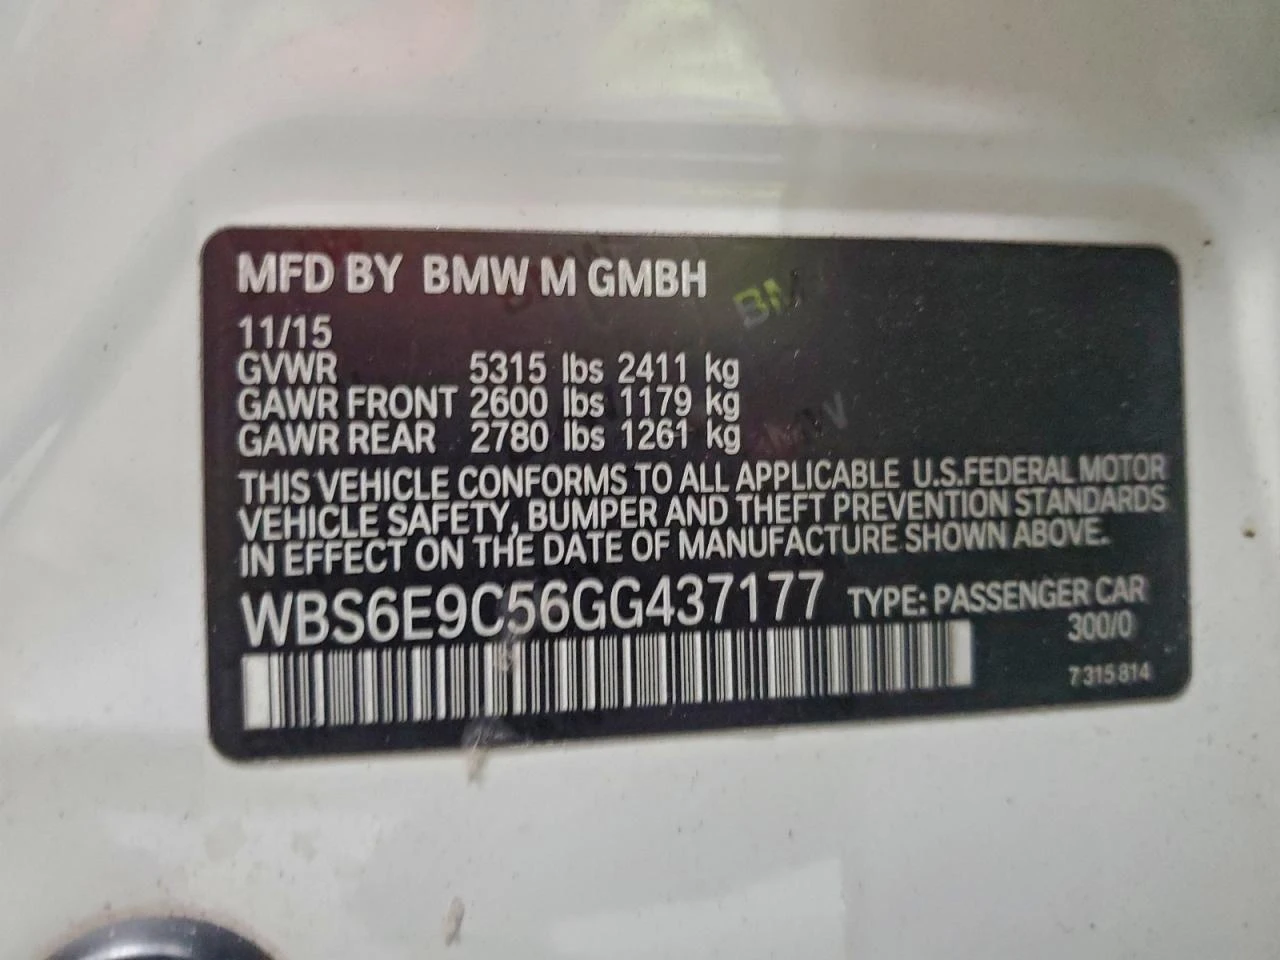 MFD BY BMW M GMBH
11/15
GVWR 5315 lbs 2411 kg
GAWR FRONT 2600 lbs 1179 kg
GAWR REAR 2780 lbs 1261 kg
THIS VEHICLE CONFORMS TO ALL APPLICABLE U.S.FEDERAL MOTOR
VEHICLE SAFETY, BUMPER AND THEFT PREVENTION STANDARDS
IN EFFECT ON THE DATE OF MANUFACTURE SHOWN ABOVE.
WBS6E9C56GG437177 TYPE: PASSENGER CAR
300/0
7 315 814